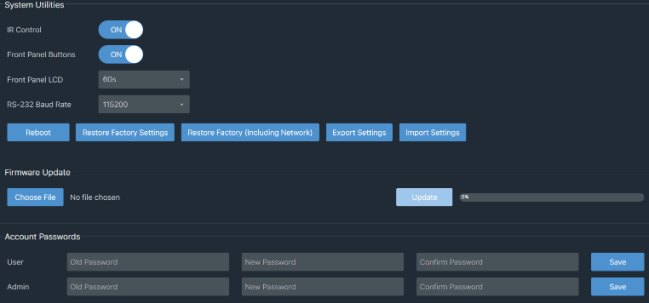 System Utilities
IR Control ON
Front Panel Buttons ON
Front Panel LCD 60s
RS-232 Baud Rate 115200
Reboot Restore Factory Settings Restore Factory (Including Network) Export Settings Import Settings
Firmware Update
Choose File No file chosen Update 0%
Account Passwords
User Old Password New Password Confirm Password Save
Admin Old Password New Password Confirm Password Save